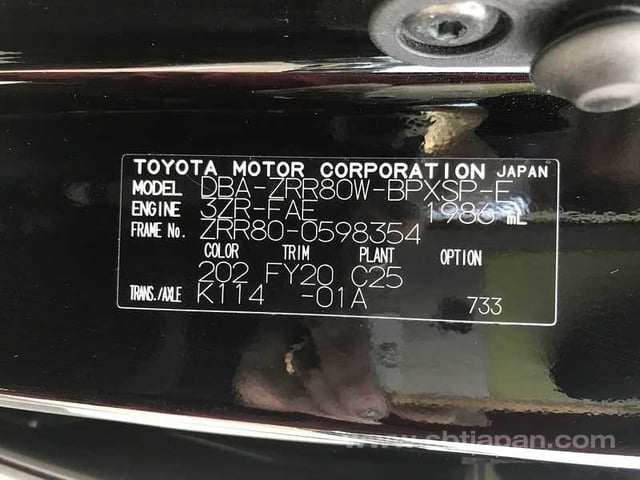 TOYOTA MOTOR CORPORATION JAPAN
MODEL DBA-ZRR80W-BPXSP-E
ENGINE 3ZR-FAE 1986 mL
FRAME No. ZRR80-0598354
COLOR TRIM PLANT OPTION
202 FY20 C25
TRANS./AXLE K114 -01A 733
www.sbtjapan.com